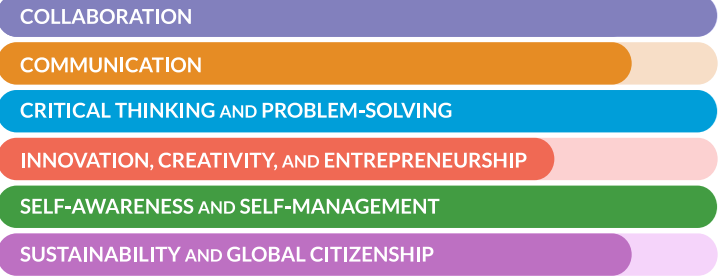 COLLABORATION
COMMUNICATION
CRITICAL THINKING AND PROBLEM-SOLVING
INNOVATION, CREATIVITY, AND ENTREPRENEURSHIP
SELF-AWARENESS AND SELF-MANAGEMENT
SUSTAINABILITY AND GLOBAL CITIZENSHIP